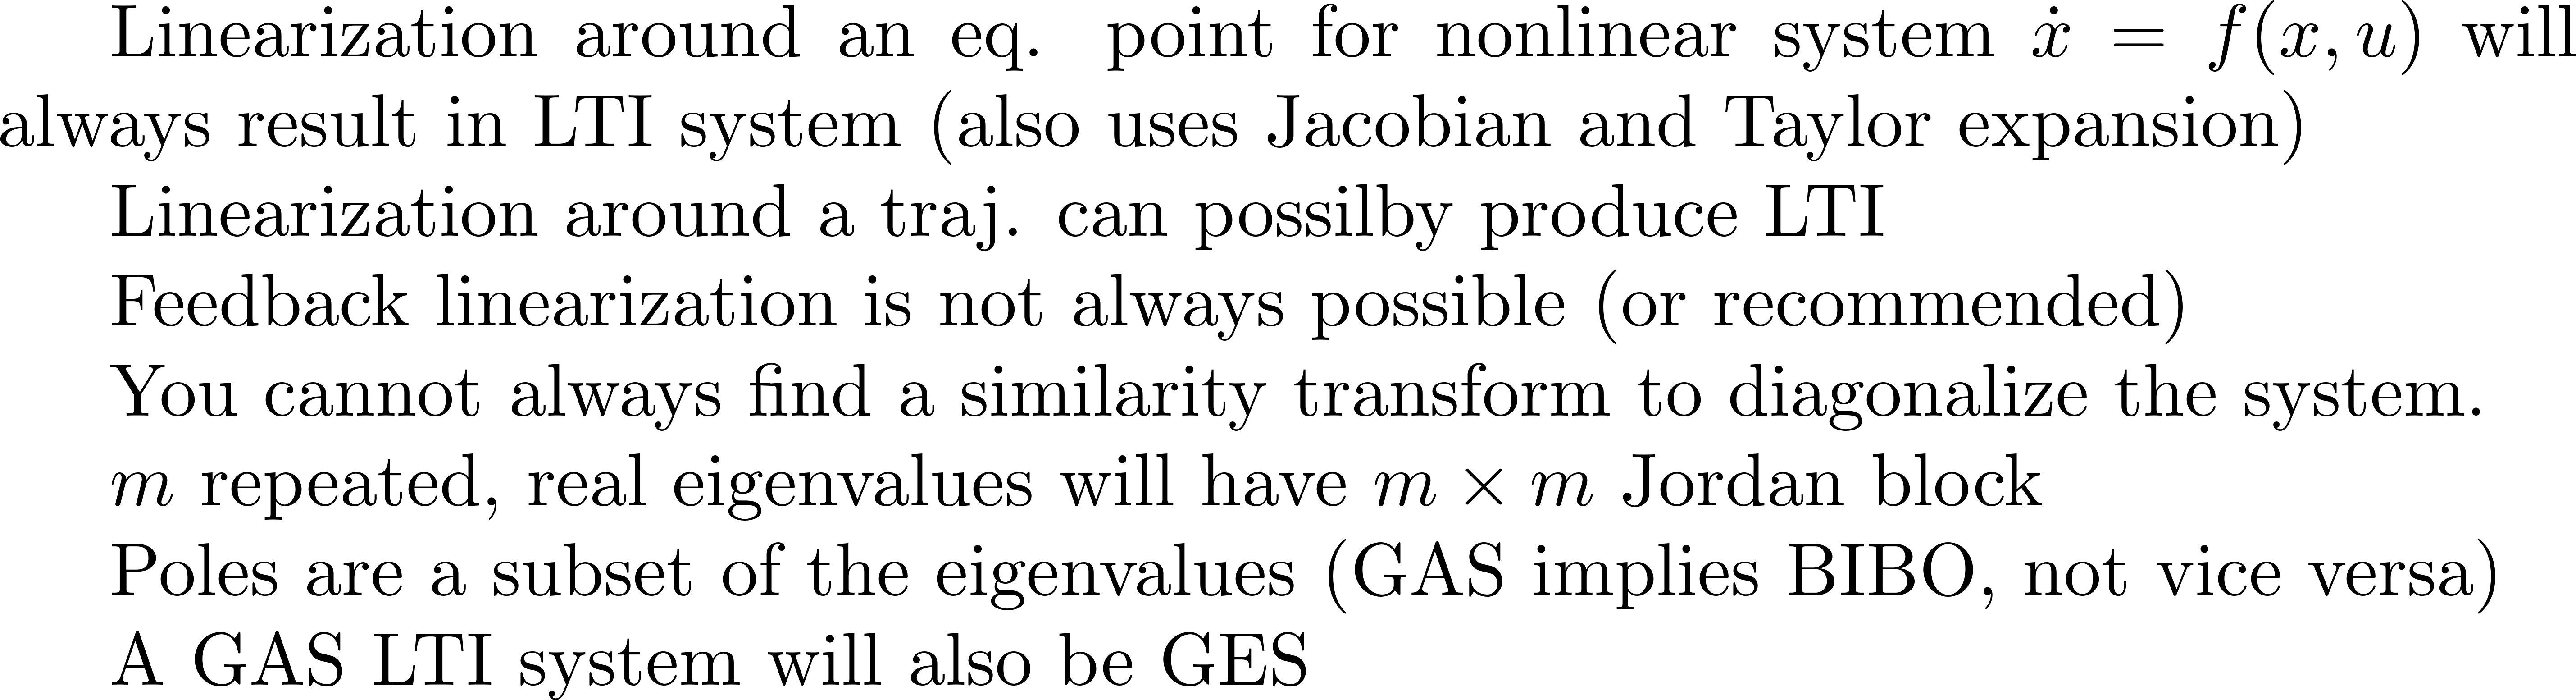 Linearization around an eq. point for nonlinear system ẋ = f(x, u) will
always result in LTI system (also uses Jacobian and Taylor expansion)
Linearization around a traj. can possilby produce LTI
Feedback linearization is not always possible (or recommended)
You cannot always find a similarity transform to diagonalize the system.
m repeated, real eigenvalues will have m × m Jordan block
Poles are a subset of the eigenvalues (GAS implies BIBO, not vice versa)
A GAS LTI system will also be GES